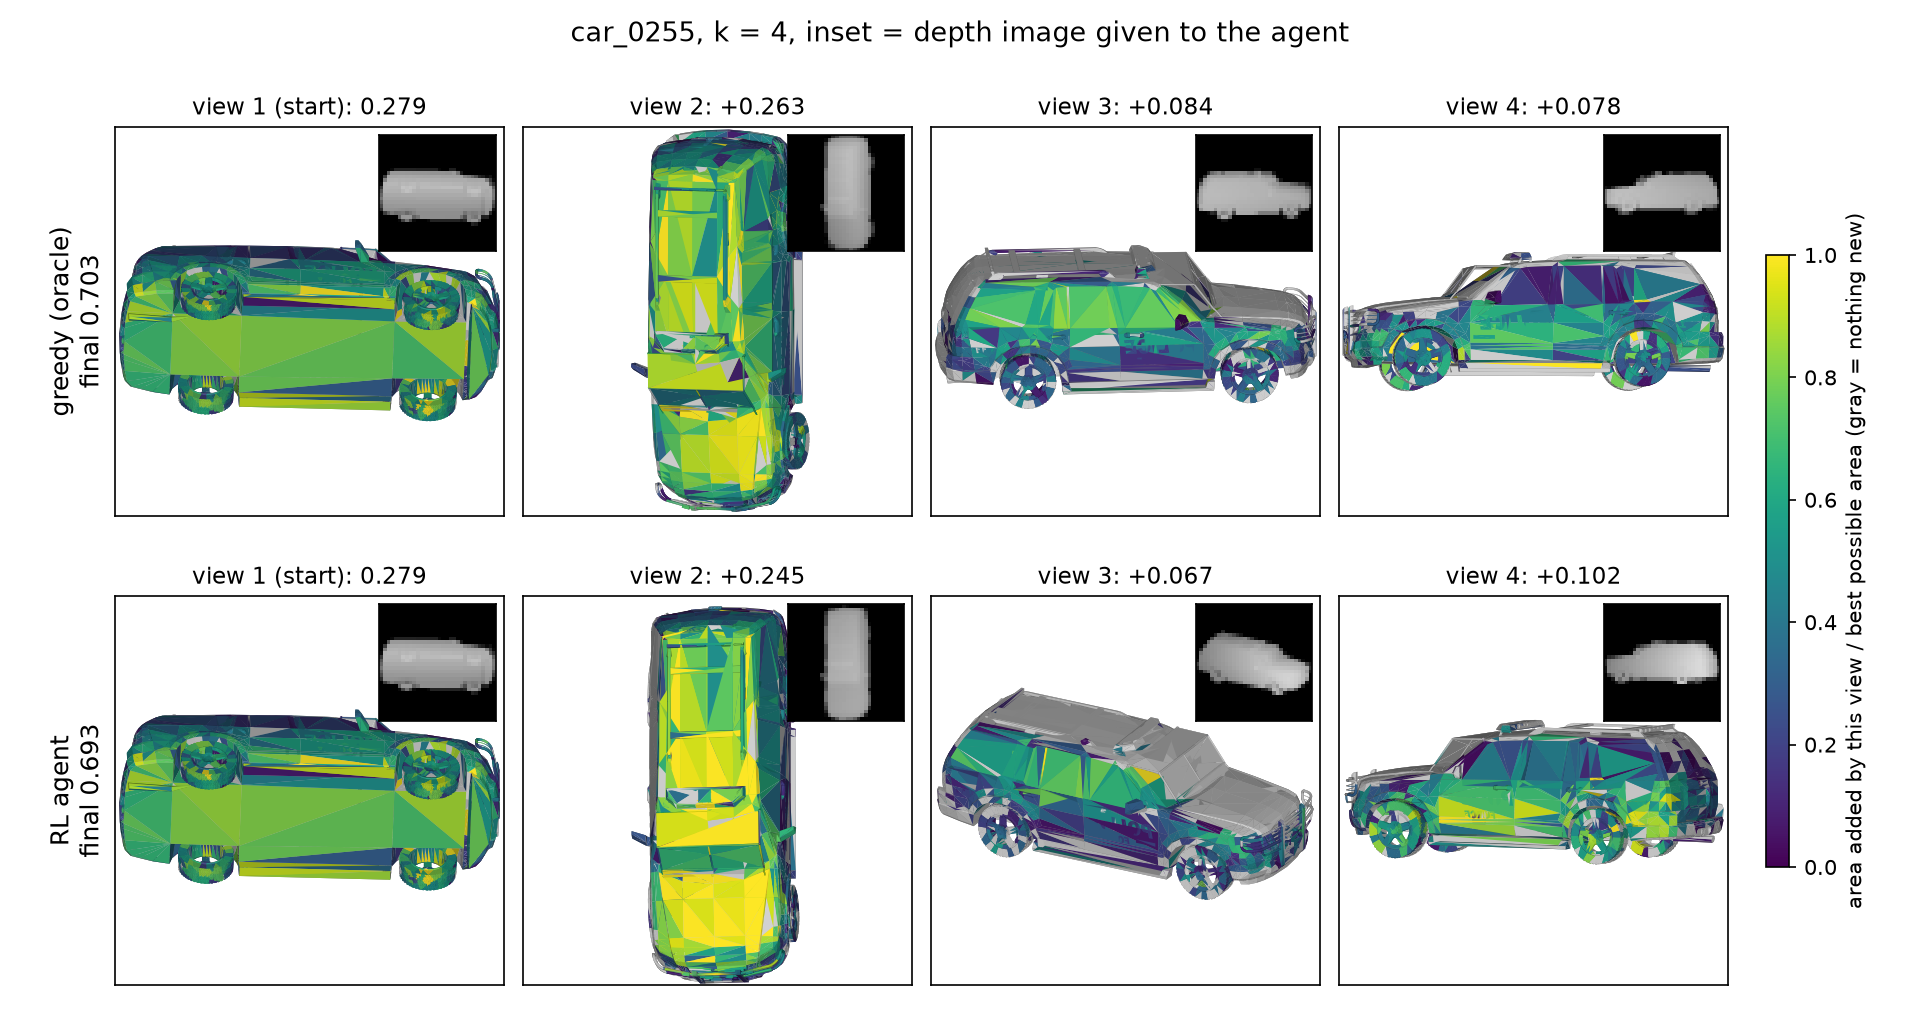 car_0255, k = 4, inset = depth image given to the agent
greedy (oracle)
final 0.703
view 1 (start): 0.279
view 2: +0.263
view 3: +0.084
view 4: +0.078
RL agent
final 0.693
view 1 (start): 0.279
view 2: +0.245
view 3: +0.067
view 4: +0.102
1.0
0.8
0.6
0.4
0.2
0.0
area added by this view / best possible area (gray = nothing new)